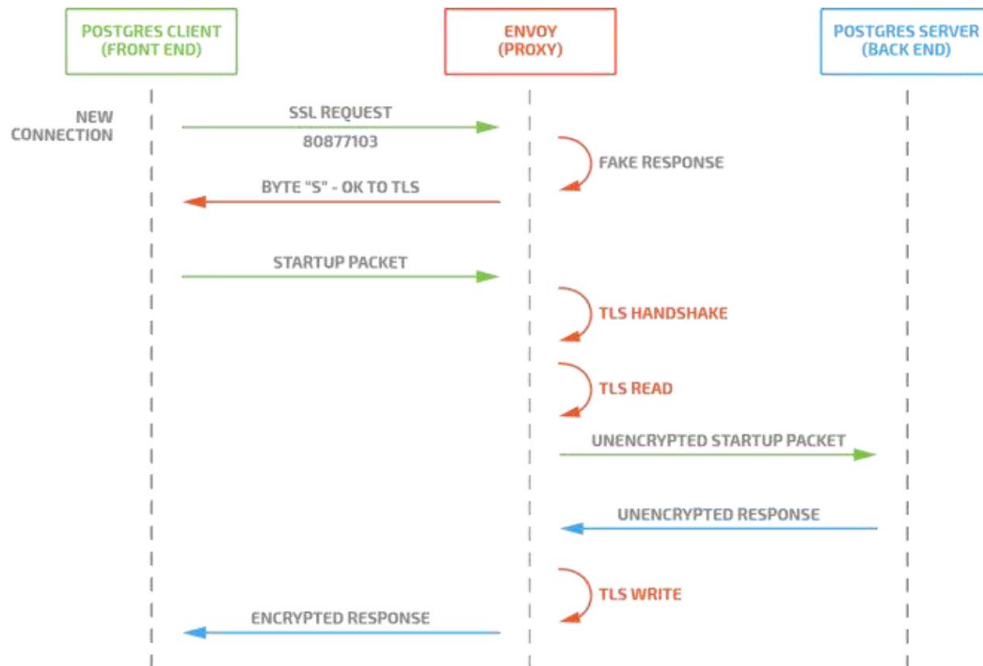 POSTGRES CLIENT
(FRONT END)
ENVOY
(PROXY)
POSTGRES SERVER
(BACK END)
NEW
CONNECTION
SSL REQUEST
80877103
FAKE RESPONSE
BYTE "S" - OK TO TLS
STARTUP PACKET
TLS HANDSHAKE
TLS READ
UNENCRYPTED STARTUP PACKET
UNENCRYPTED RESPONSE
TLS WRITE
ENCRYPTED RESPONSE